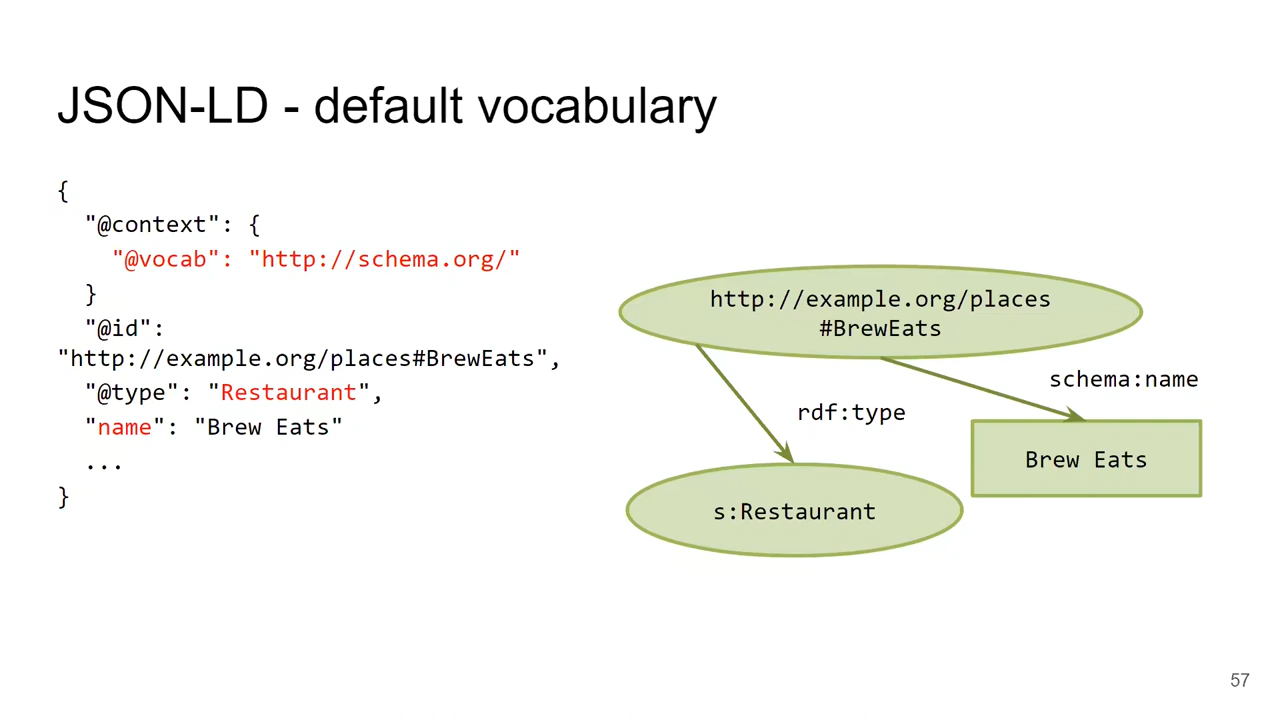 JSON-LD - default vocabulary
{
"@context": {
"@vocab": "http://schema.org/"
}
"@id":
"http://example.org/places#BrewEats",
"@type": "Restaurant",
"name": "Brew Eats"
...
}
http://example.org/places
#BrewEats
schema:name
rdf:type
Brew Eats
s:Restaurant
57